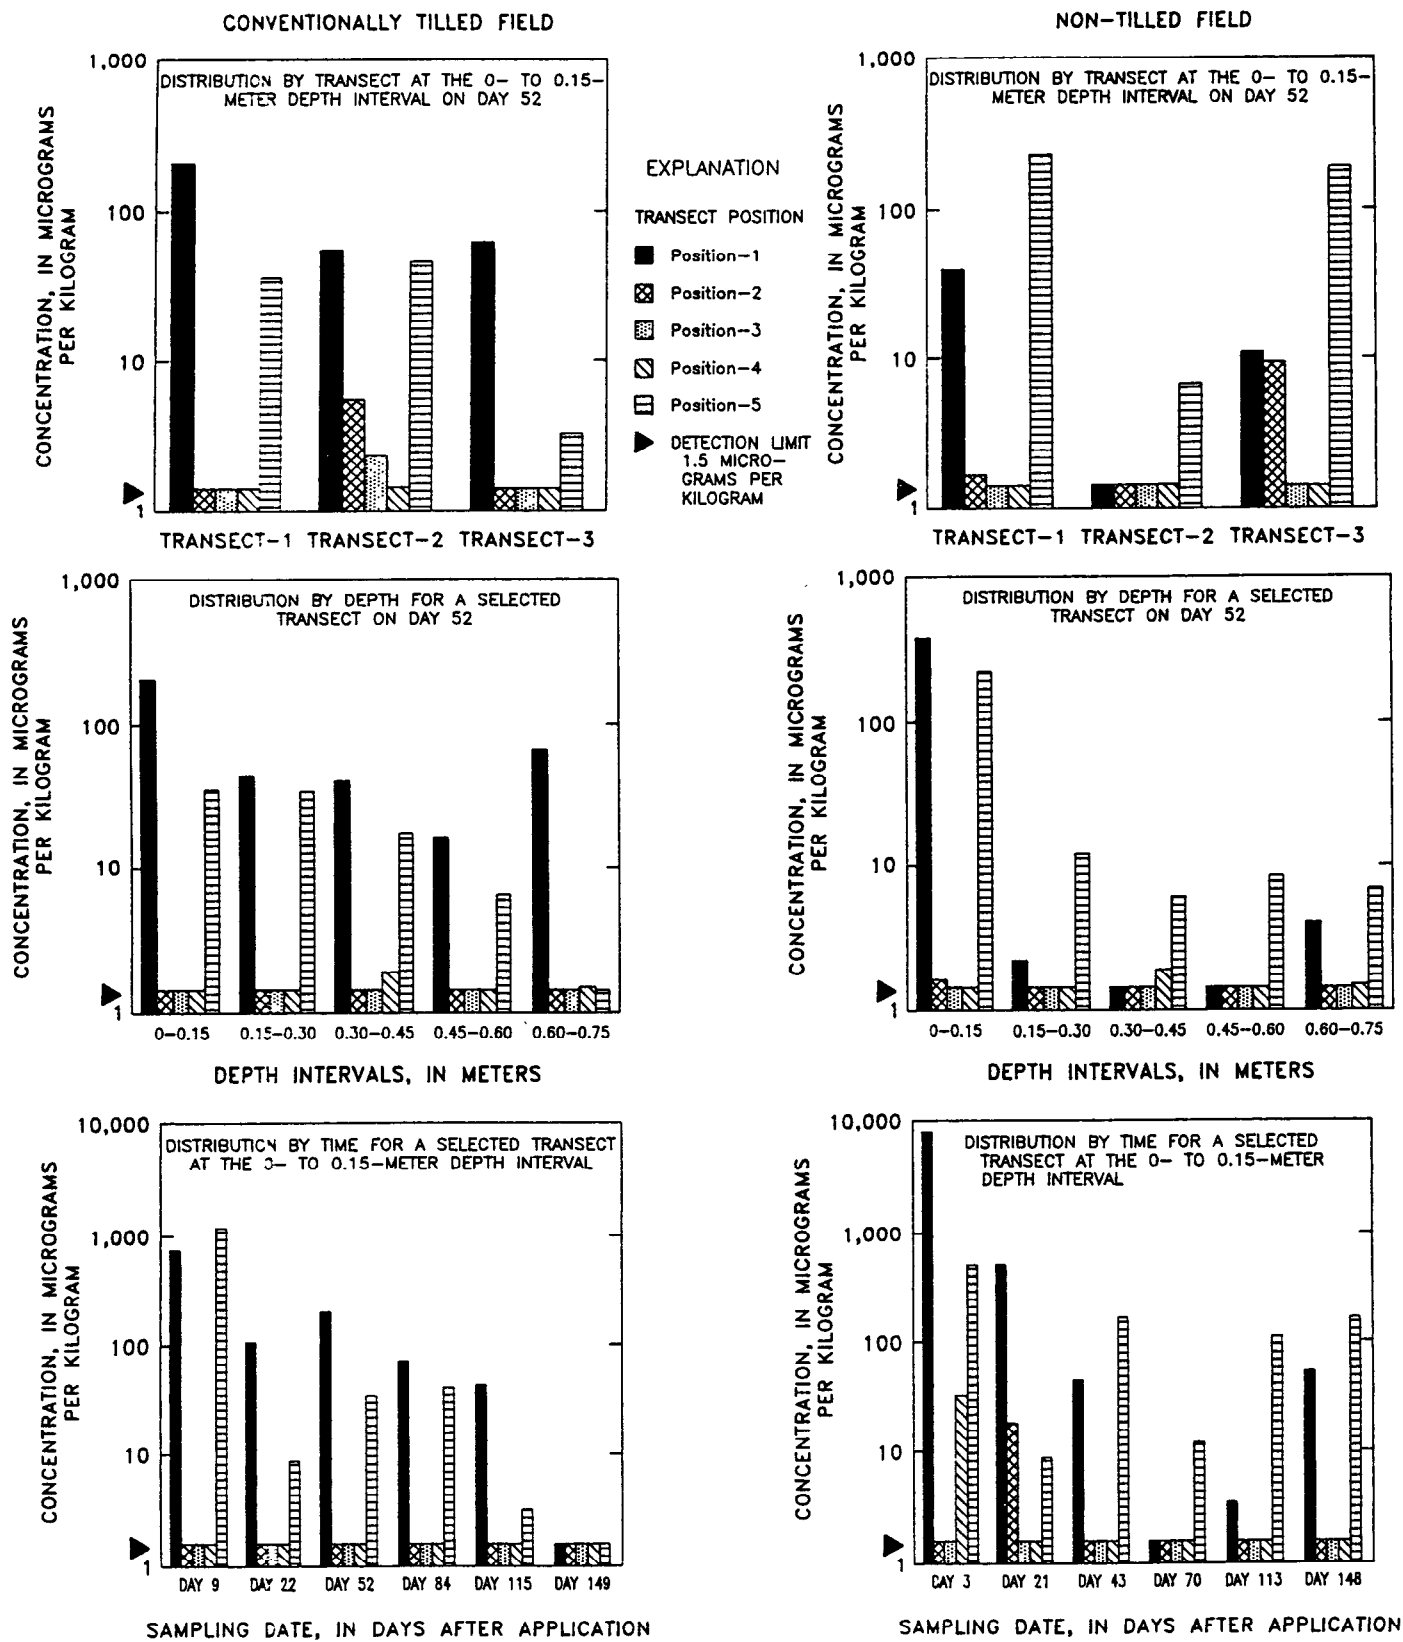 CONVENTIONALLY TILLED FIELD
1,000
100
10
1
CONCENTRATION, IN MICROGRAMS
PER KILOGRAM
DISTRIBUTION BY TRANSECT AT THE 0- TO 0.15-
METER DEPTH INTERVAL ON DAY 52
TRANSECT-1 TRANSECT-2 TRANSECT-3
EXPLANATION
TRANSECT POSITION
Position-1
Position-2
Position-3
Position-4
Position-5
DETECTION LIMIT
1.5 MICRO-
GRAMS PER
KILOGRAM
NON-TILLED FIELD
1,000
100
10
1
CONCENTRATION, IN MICROGRAMS
PER KILOGRAM
DISTRIBUTION BY TRANSECT AT THE 0- TO 0.15-
METER DEPTH INTERVAL ON DAY 52
TRANSECT-1 TRANSECT-2 TRANSECT-3
1,000
100
10
1
CONCENTRATION, IN MICROGRAMS
PER KILOGRAM
DISTRIBUTION BY DEPTH FOR A SELECTED
TRANSECT ON DAY 52
0-0.15 0.15-0.30 0.30-0.45 0.45-0.60 0.60-0.75
DEPTH INTERVALS, IN METERS
1,000
100
10
1
CONCENTRATION, IN MICROGRAMS
PER KILOGRAM
DISTRIBUTION BY DEPTH FOR A SELECTED
TRANSECT ON DAY 52
0-0.15 0.15-0.30 0.30-0.45 0.45-0.60 0.60-0.75
DEPTH INTERVALS, IN METERS
10,000
1,000
100
10
1
CONCENTRATION, IN MICROGRAMS
PER KILOGRAM
DISTRIBUTION BY TIME FOR A SELECTED TRANSECT
AT THE 0- TO 0.15-METER DEPTH INTERVAL
DAY 9 DAY 22 DAY 52 DAY 84 DAY 115 DAY 149
SAMPLING DATE, IN DAYS AFTER APPLICATION
10,000
1,000
100
10
1
CONCENTRATION, IN MICROGRAMS
PER KILOGRAM
DISTRIBUTION BY TIME FOR A SELECTED
TRANSECT AT THE 0- TO 0.15-METER
DEPTH INTERVAL
DAY 3 DAY 21 DAY 43 DAY 70 DAY 113 DAY 148
SAMPLING DATE, IN DAYS AFTER APPLICATION